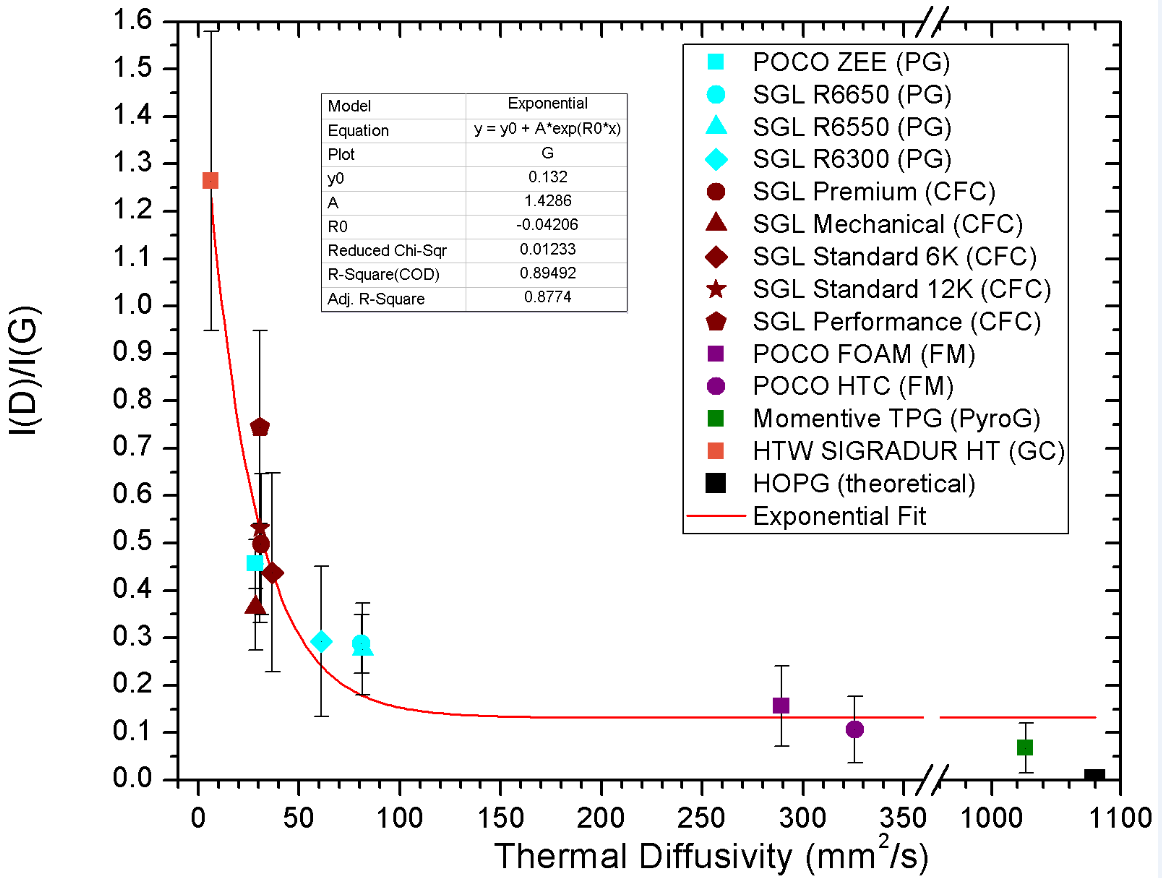 1.6
1.5
1.4
1.3
1.2
1.1
1.0
0.9
0.8
0.7
0.6
0.5
0.4
0.3
0.2
0.1
0.0
I(D)/I(G)
Model Exponential
Equation y = y0 + A*exp(R0*x)
Plot G
y0 0.132
A 1.4286
R0 -0.04206
Reduced Chi-Sqr 0.01233
R-Square(COD) 0.89492
Adj. R-Square 0.8774
POCO ZEE (PG)
SGL R6650 (PG)
SGL R6550 (PG)
SGL R6300 (PG)
SGL Premium (CFC)
SGL Mechanical (CFC)
SGL Standard 6K (CFC)
SGL Standard 12K (CFC)
SGL Performance (CFC)
POCO FOAM (FM)
POCO HTC (FM)
Momentive TPG (PyroG)
HTW SIGRADUR HT (GC)
HOPG (theoretical)
Exponential Fit
0 50 100 150 200 250 300 350 1000 1100
Thermal Diffusivity (mm²/s)